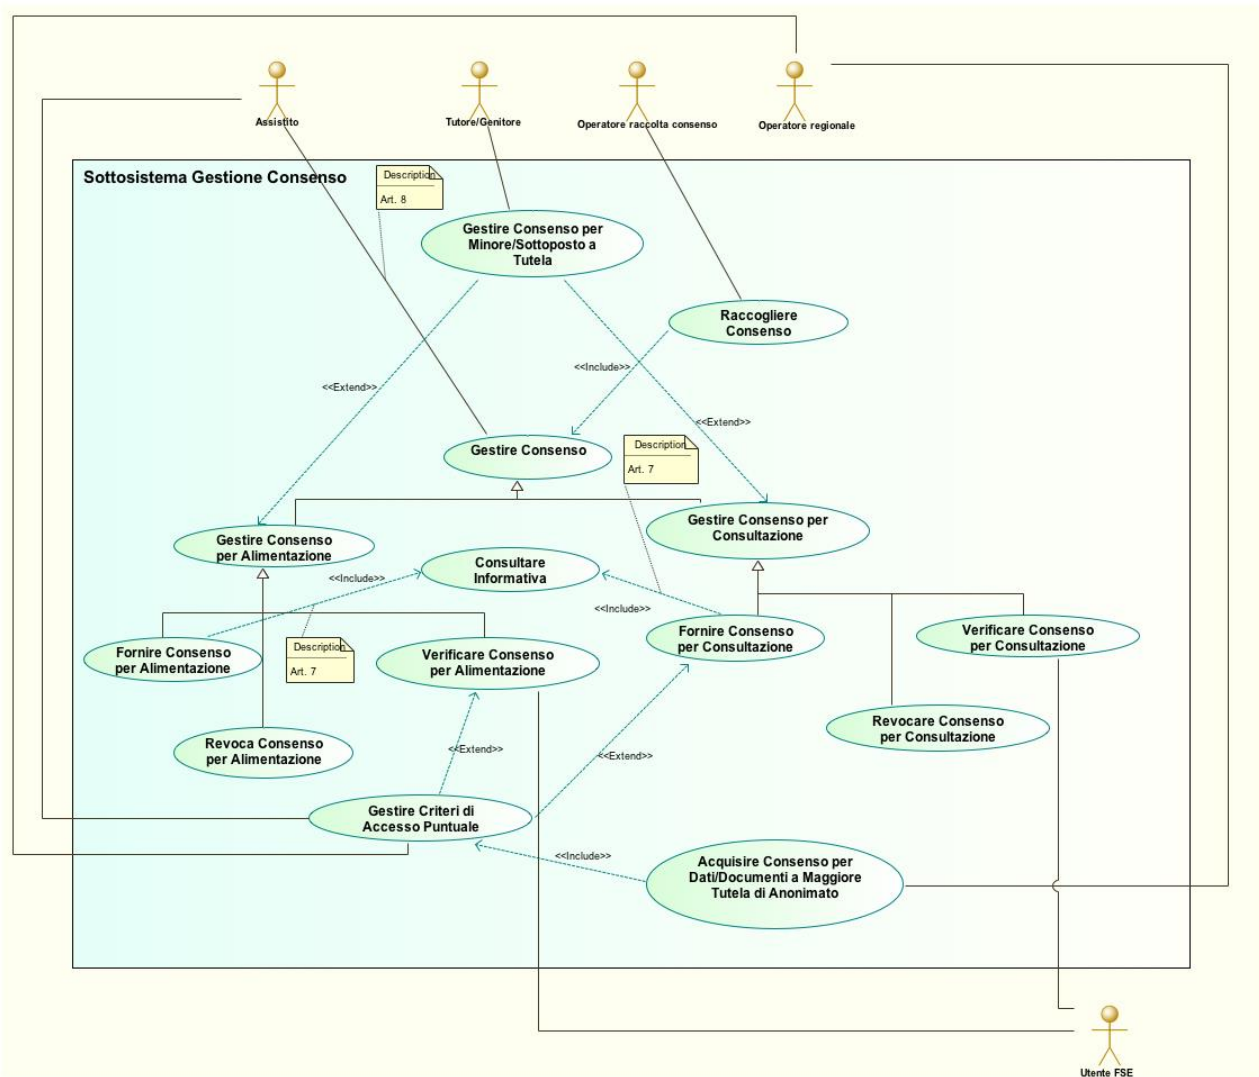 Assistito
Tutore/Genitore
Operatore raccolta consenso
Operatore regionale
Sottosistema Gestione Consenso
Description
Art. 8
Gestire Consenso per
Minore/Sottoposto a
Tutela
Raccogliere
Consenso
<<Include>>
<<Extend>>
<<Extend>>
Gestire Consenso
Description
Art. 7
Gestire Consenso per
Consultazione
Gestire Consenso
per Alimentazione
Consultare
Informativa
<<Include>>
<<Include>>
Fornire Consenso
per Alimentazione
Description
Art. 7
Verificare Consenso
per Alimentazione
Fornire Consenso
per Consultazione
Verificare Consenso
per Consultazione
Revoca Consenso
per Alimentazione
<<Extend>>
<<Extend>>
Revocare Consenso
per Consultazione
Gestire Criteri di
Accesso Puntuale
<<Include>>
Acquisire Consenso per
Dati/Documenti a Maggiore
Tutela di Anonimato
Utente FSE